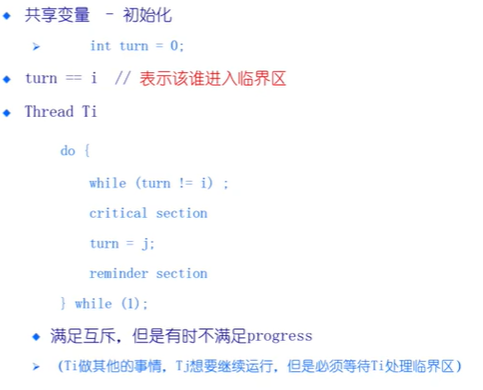 共享变量 - 初始化
int turn = 0;
turn == i // 表示该谁进入临界区
Thread Ti
do {
while (turn != i) ;
critical section
turn = j;
reminder section
} while (1);
满足互斥，但是有时不满足progress
(Ti做其他的事情，Tj想要继续运行，但是必须等待Ti处理临界区)